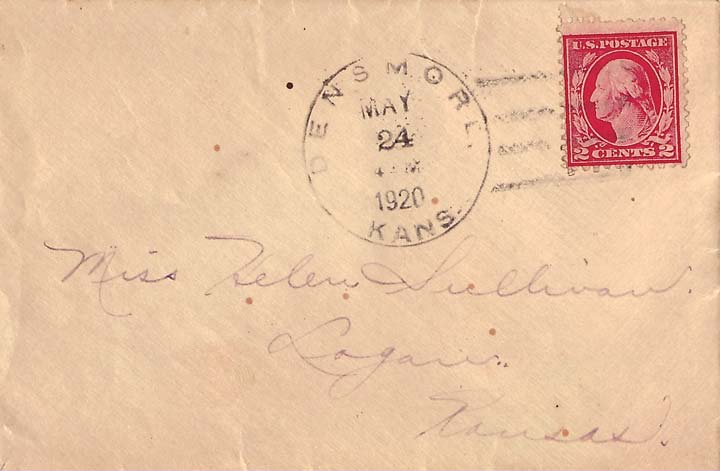 U.S. POSTAGE
2 CENTS 2
DENSMORE
MAY
24
1920
KANS.
Miss Helen Sullivan.
Logan.
Kansas.